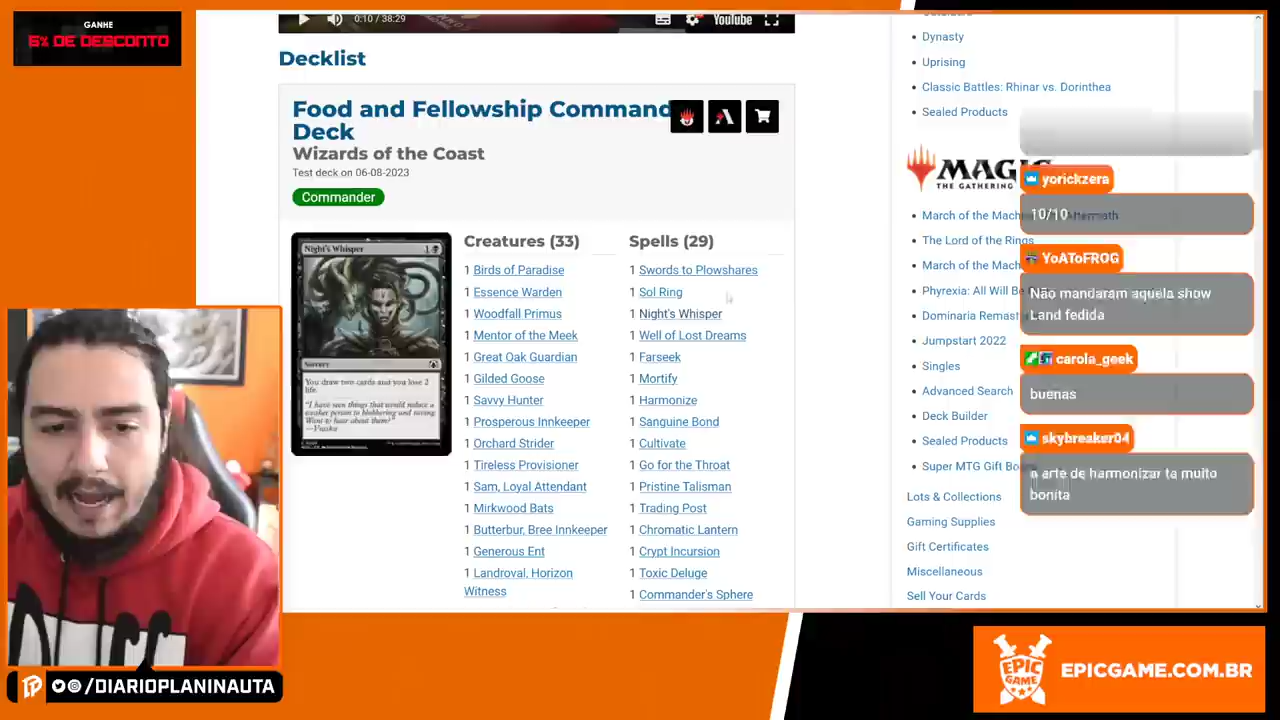 GANHE
5% DE DESCONTO
0:10 / 38:29
YouTube
Decklist
Food and Fellowship Command
Deck
Wizards of the Coast
Test deck on 06-08-2023
Commander
Night's Whisper
Sorcery
You draw two cards and you lose 2
life.
—Vraska
Creatures (33)
1 Birds of Paradise
1 Essence Warden
1 Woodfall Primus
1 Mentor of the Meek
1 Great Oak Guardian
1 Gilded Goose
1 Savvy Hunter
1 Prosperous Innkeeper
1 Orchard Strider
1 Tireless Provisioner
1 Sam, Loyal Attendant
1 Mirkwood Bats
1 Butterbur, Bree Innkeeper
1 Generous Ent
1 Landroval, Horizon
Witness
Spells (29)
1 Swords to Plowshares
1 Sol Ring
1 Night's Whisper
1 Well of Lost Dreams
1 Farseek
1 Mortify
1 Harmonize
1 Sanguine Bond
1 Cultivate
1 Go for the Throat
1 Pristine Talisman
1 Trading Post
1 Chromatic Lantern
1 Crypt Incursion
1 Toxic Deluge
1 Commander's Sphere
Dynasty
Uprising
Classic Battles: Rhinar vs. Dorinthea
Sealed Products
MAGIC
THE GATHERING
March of the Mach
Aftermath
The Lord of the Rings
March of the Mach
Phyrexia: All Will Be
Dominaria Remast
Jumpstart 2022
Singles
Advanced Search
Deck Builder
Sealed Products
Super MTG Gift Bo
Lots & Collections
Gaming Supplies
Gift Certificates
Miscellaneous
Sell Your Cards
yorickzera
10/10
YoAToFROG
Não mandaram aquela show
Land fedida
carola_geek
buenas
skybreaker04
a arte de harmonizar ta muito
bonita
/DIARIOPLANINAUTA
EPIC
GAME
EPICGAME.COM.BR